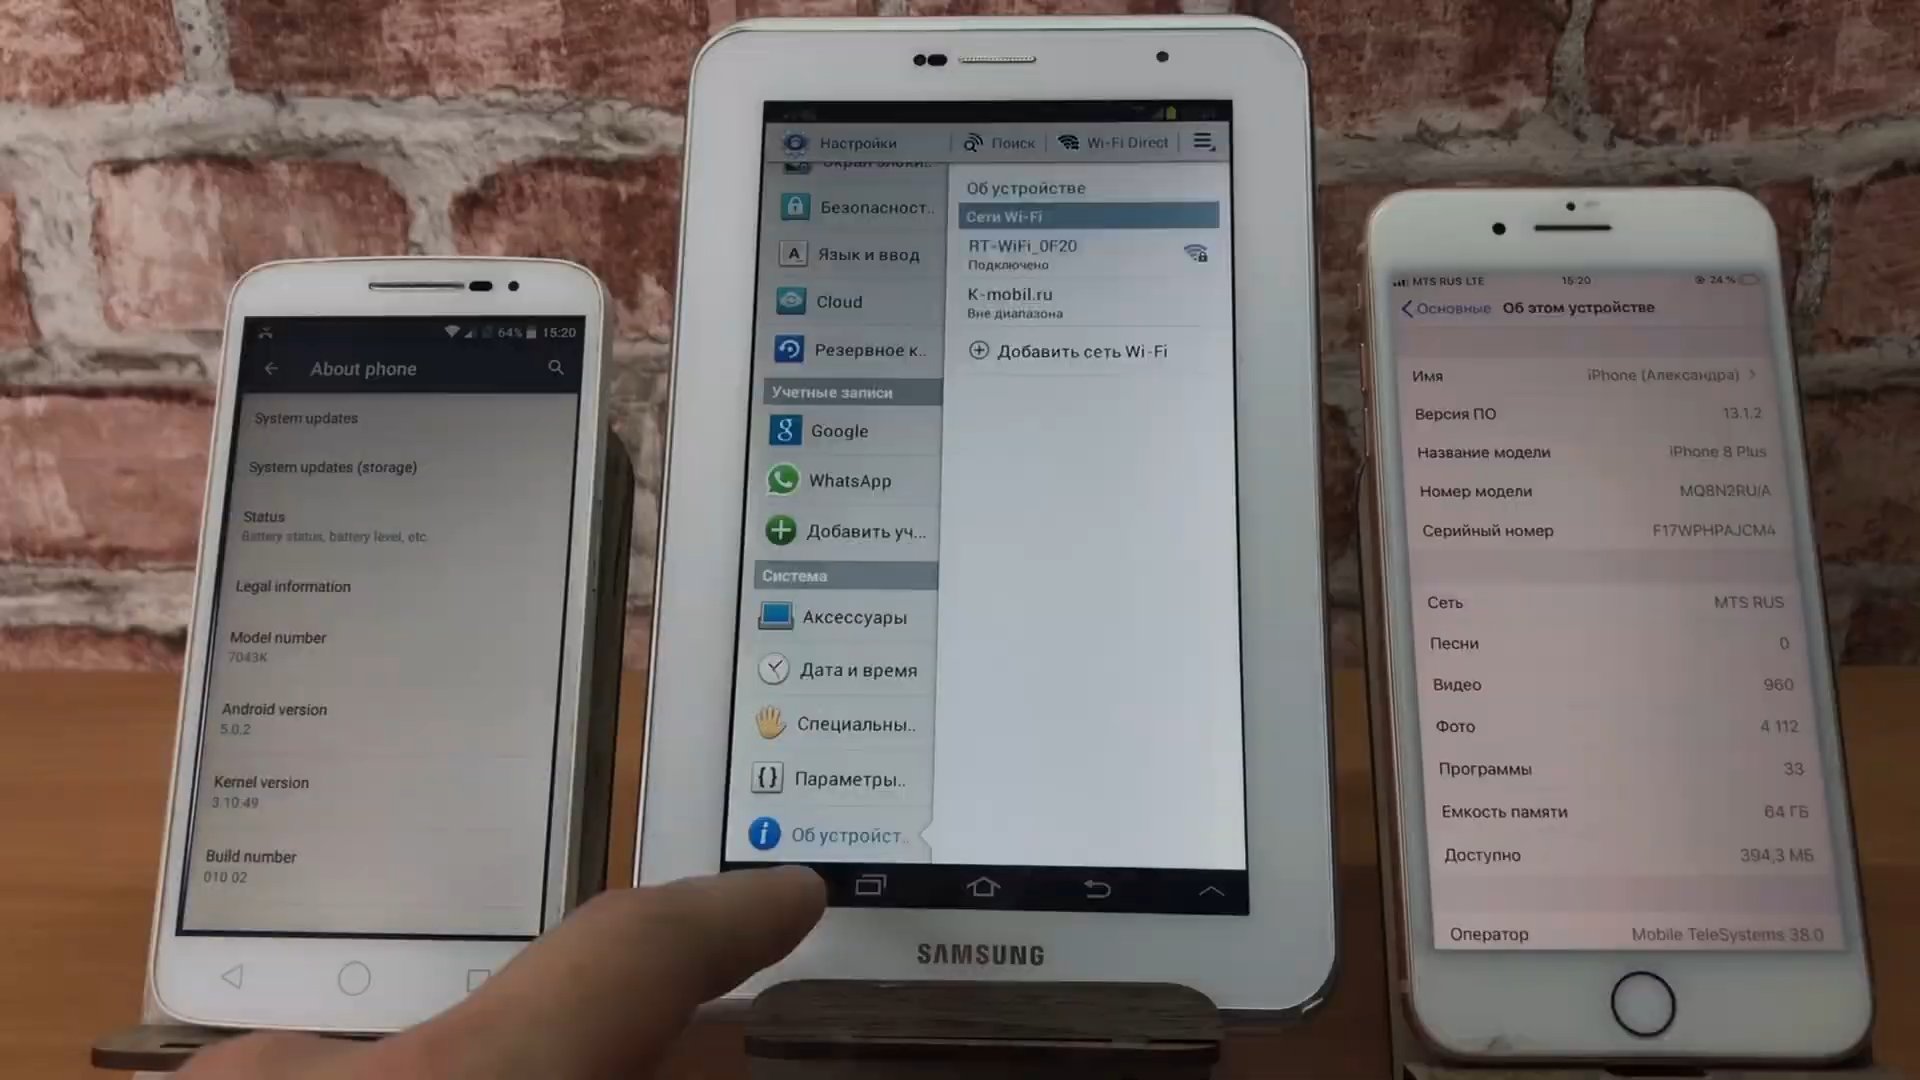 64% 15:20
About phone
System updates
System updates (storage)
Status
Battery status, battery level, etc.
Legal information
Model number
7043K
Android version
5.0.2
Kernel version
3.10.49
Build number
010 02
Настройки
Поиск
Wi-Fi Direct
Экран блоки..
Безопасност..
A Язык и ввод
Cloud
Резервное к..
Учетные записи
g Google
WhatsApp
Добавить уч...
Система
Аксессуары
Дата и время
Специальны..
{} Параметры..
i Об устройст..
Об устройстве
Сети Wi-Fi
RT-WiFi_0F20
Подключено
K-mobil.ru
Вне диапазона
Добавить сеть Wi-Fi
SAMSUNG
MTS RUS LTE 15:20 24 %
Основные Об этом устройстве
Имя iPhone (Александра)
Версия ПО 13.1.2
Название модели iPhone 8 Plus
Номер модели MQ8N2RU/A
Серийный номер F17WPHPAJCM4
Сеть MTS RUS
Песни 0
Видео 960
Фото 4 112
Программы 33
Емкость памяти 64 ГБ
Доступно 394,3 МБ
Оператор Mobile TeleSystems 38.0